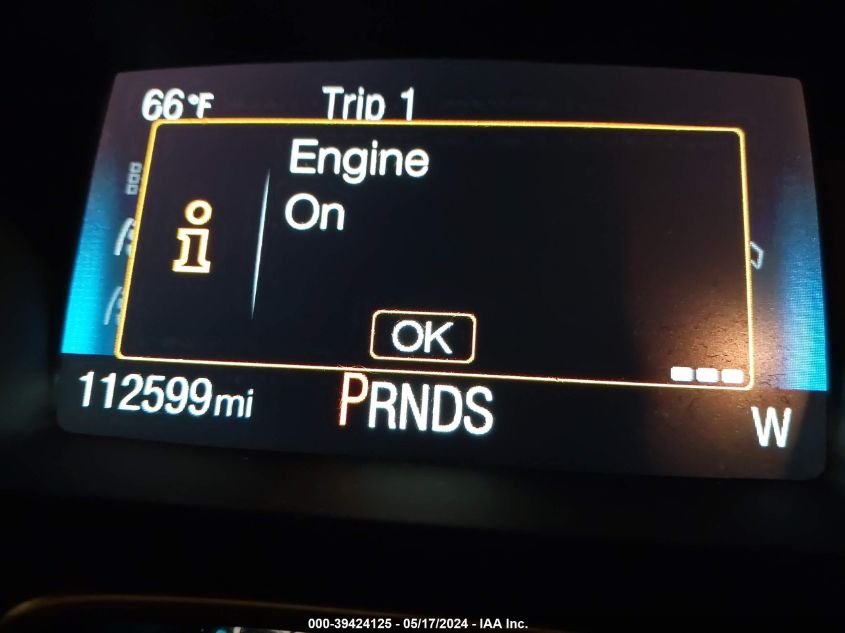 66°F Trip 1
Engine
On
OK
112599mi PRNDS W
000-39424125 - 05/17/2024 - IAA Inc.